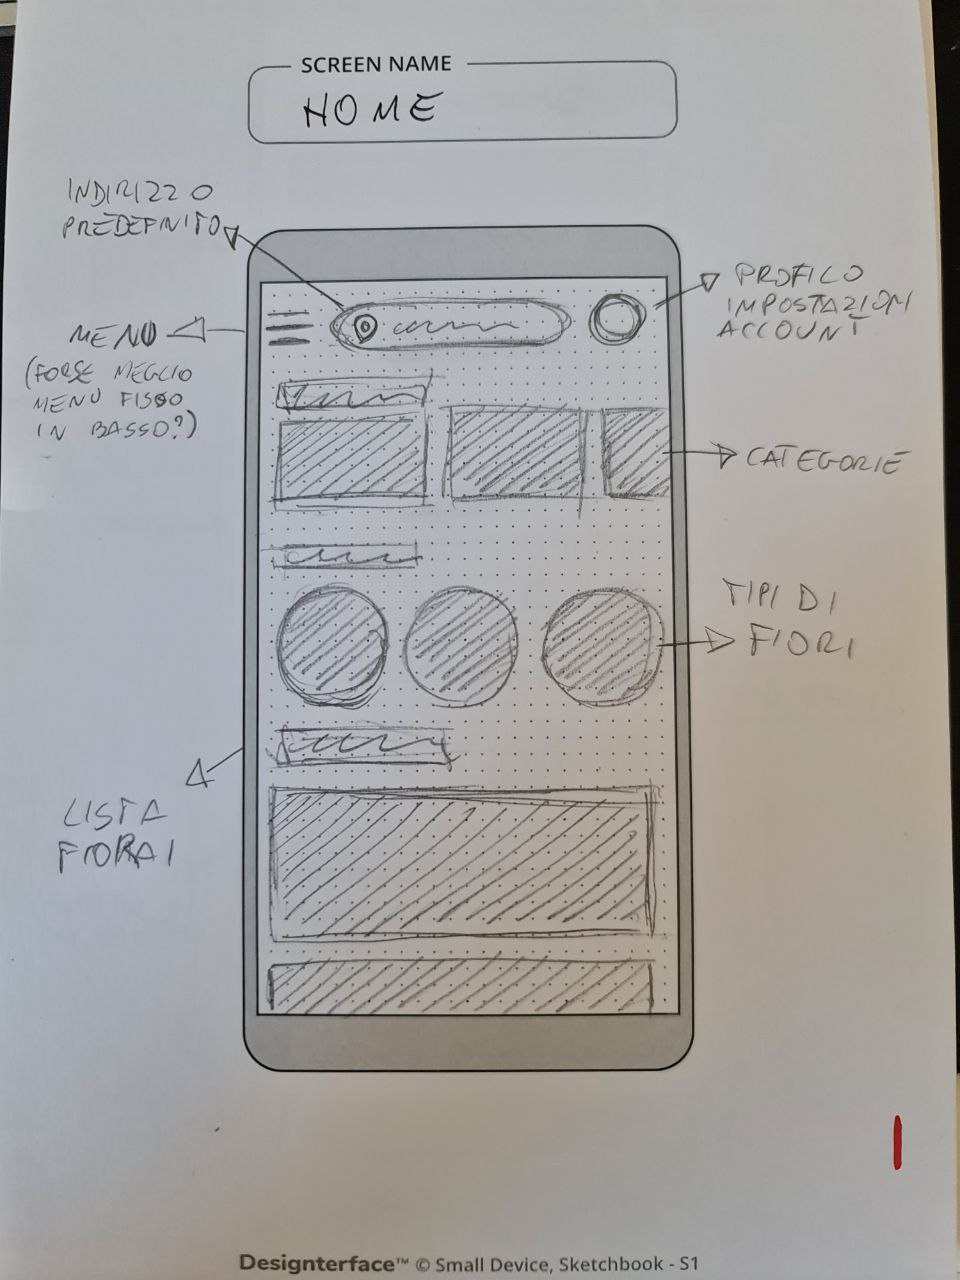 SCREEN NAME
HOME
INDIRIZZO
PREDEFINITO
PROFILO
IMPOSTAZIONI
ACCOUNT
MENU
(FORSE MEGLIO
MENU FISSO
IN BASSO?)
CATEGORIE
TIPI DI
FIORI
LISTA
FIORAI
Designterface™ © Small Device, Sketchbook - S1